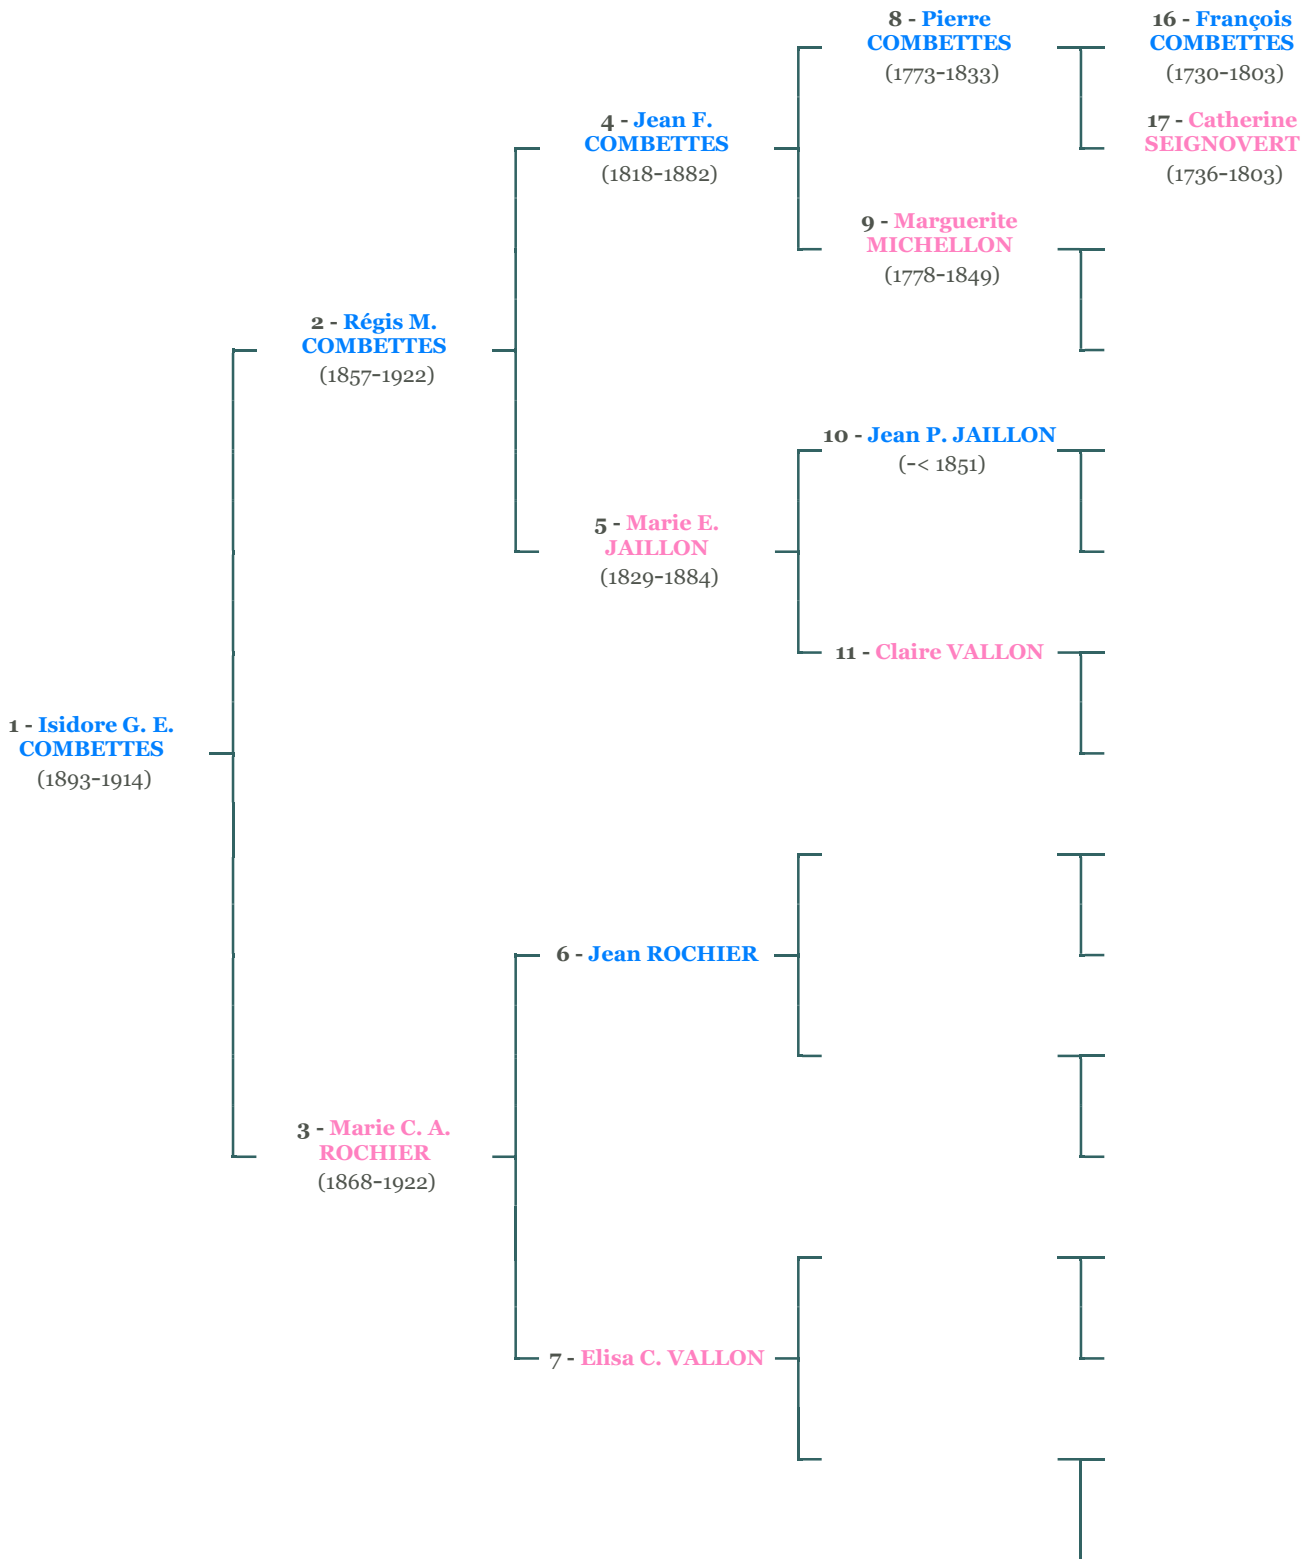 8 - Pierre
COMBETTES
(1773-1833)
16 - François
COMBETTES
(1730-1803)
4 - Jean F.
COMBETTES
(1818-1882)
17 - Catherine
SEIGNOVERT
(1736-1803)
9 - Marguerite
MICHELLON
(1778-1849)
2 - Régis M.
COMBETTES
(1857-1922)
10 - Jean P. JAILLON
(-< 1851)
5 - Marie E.
JAILLON
(1829-1884)
11 - Claire VALLON
1 - Isidore G. E.
COMBETTES
(1893-1914)
6 - Jean ROCHIER
3 - Marie C. A.
ROCHIER
(1868-1922)
7 - Elisa C. VALLON